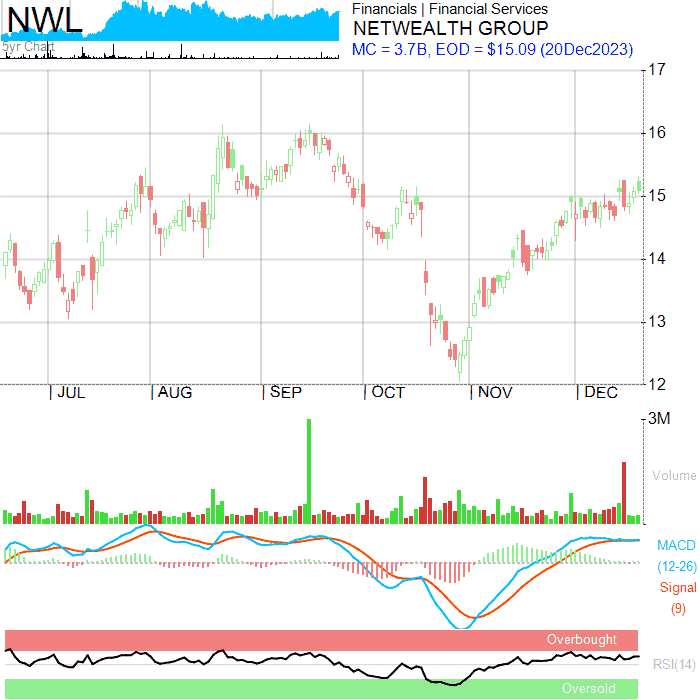 NWL
5yr Chart
Financials | Financial Services
NETWEALTH GROUP
MC = 3.7B, EOD = $15.09 (20Dec2023)
17
16
15
14
13
12
JUL AUG SEP OCT NOV DEC
3M
Volume
MACD
(12-26)
Signal
(9)
Overbought
RSI(14)
Oversold